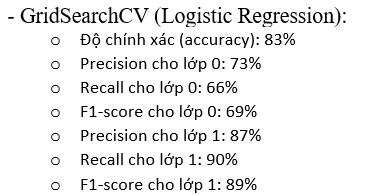 - GridSearchCV (Logistic Regression):
o Độ chính xác (accuracy): 83%
o Precision cho lớp 0: 73%
o Recall cho lớp 0: 66%
o F1-score cho lớp 0: 69%
o Precision cho lớp 1: 87%
o Recall cho lớp 1: 90%
o F1-score cho lớp 1: 89%